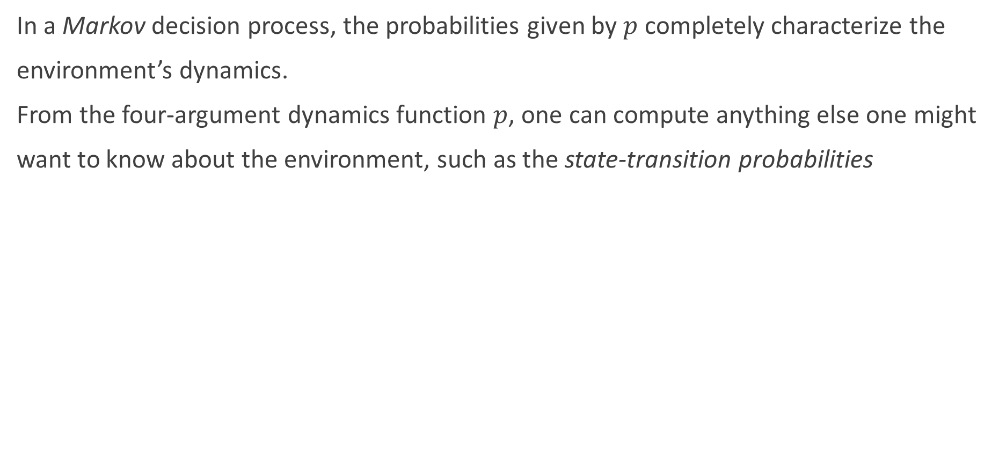 In a Markov decision process, the probabilities given by p completely characterize the
environment’s dynamics.
From the four-argument dynamics function p, one can compute anything else one might
want to know about the environment, such as the state-transition probabilities